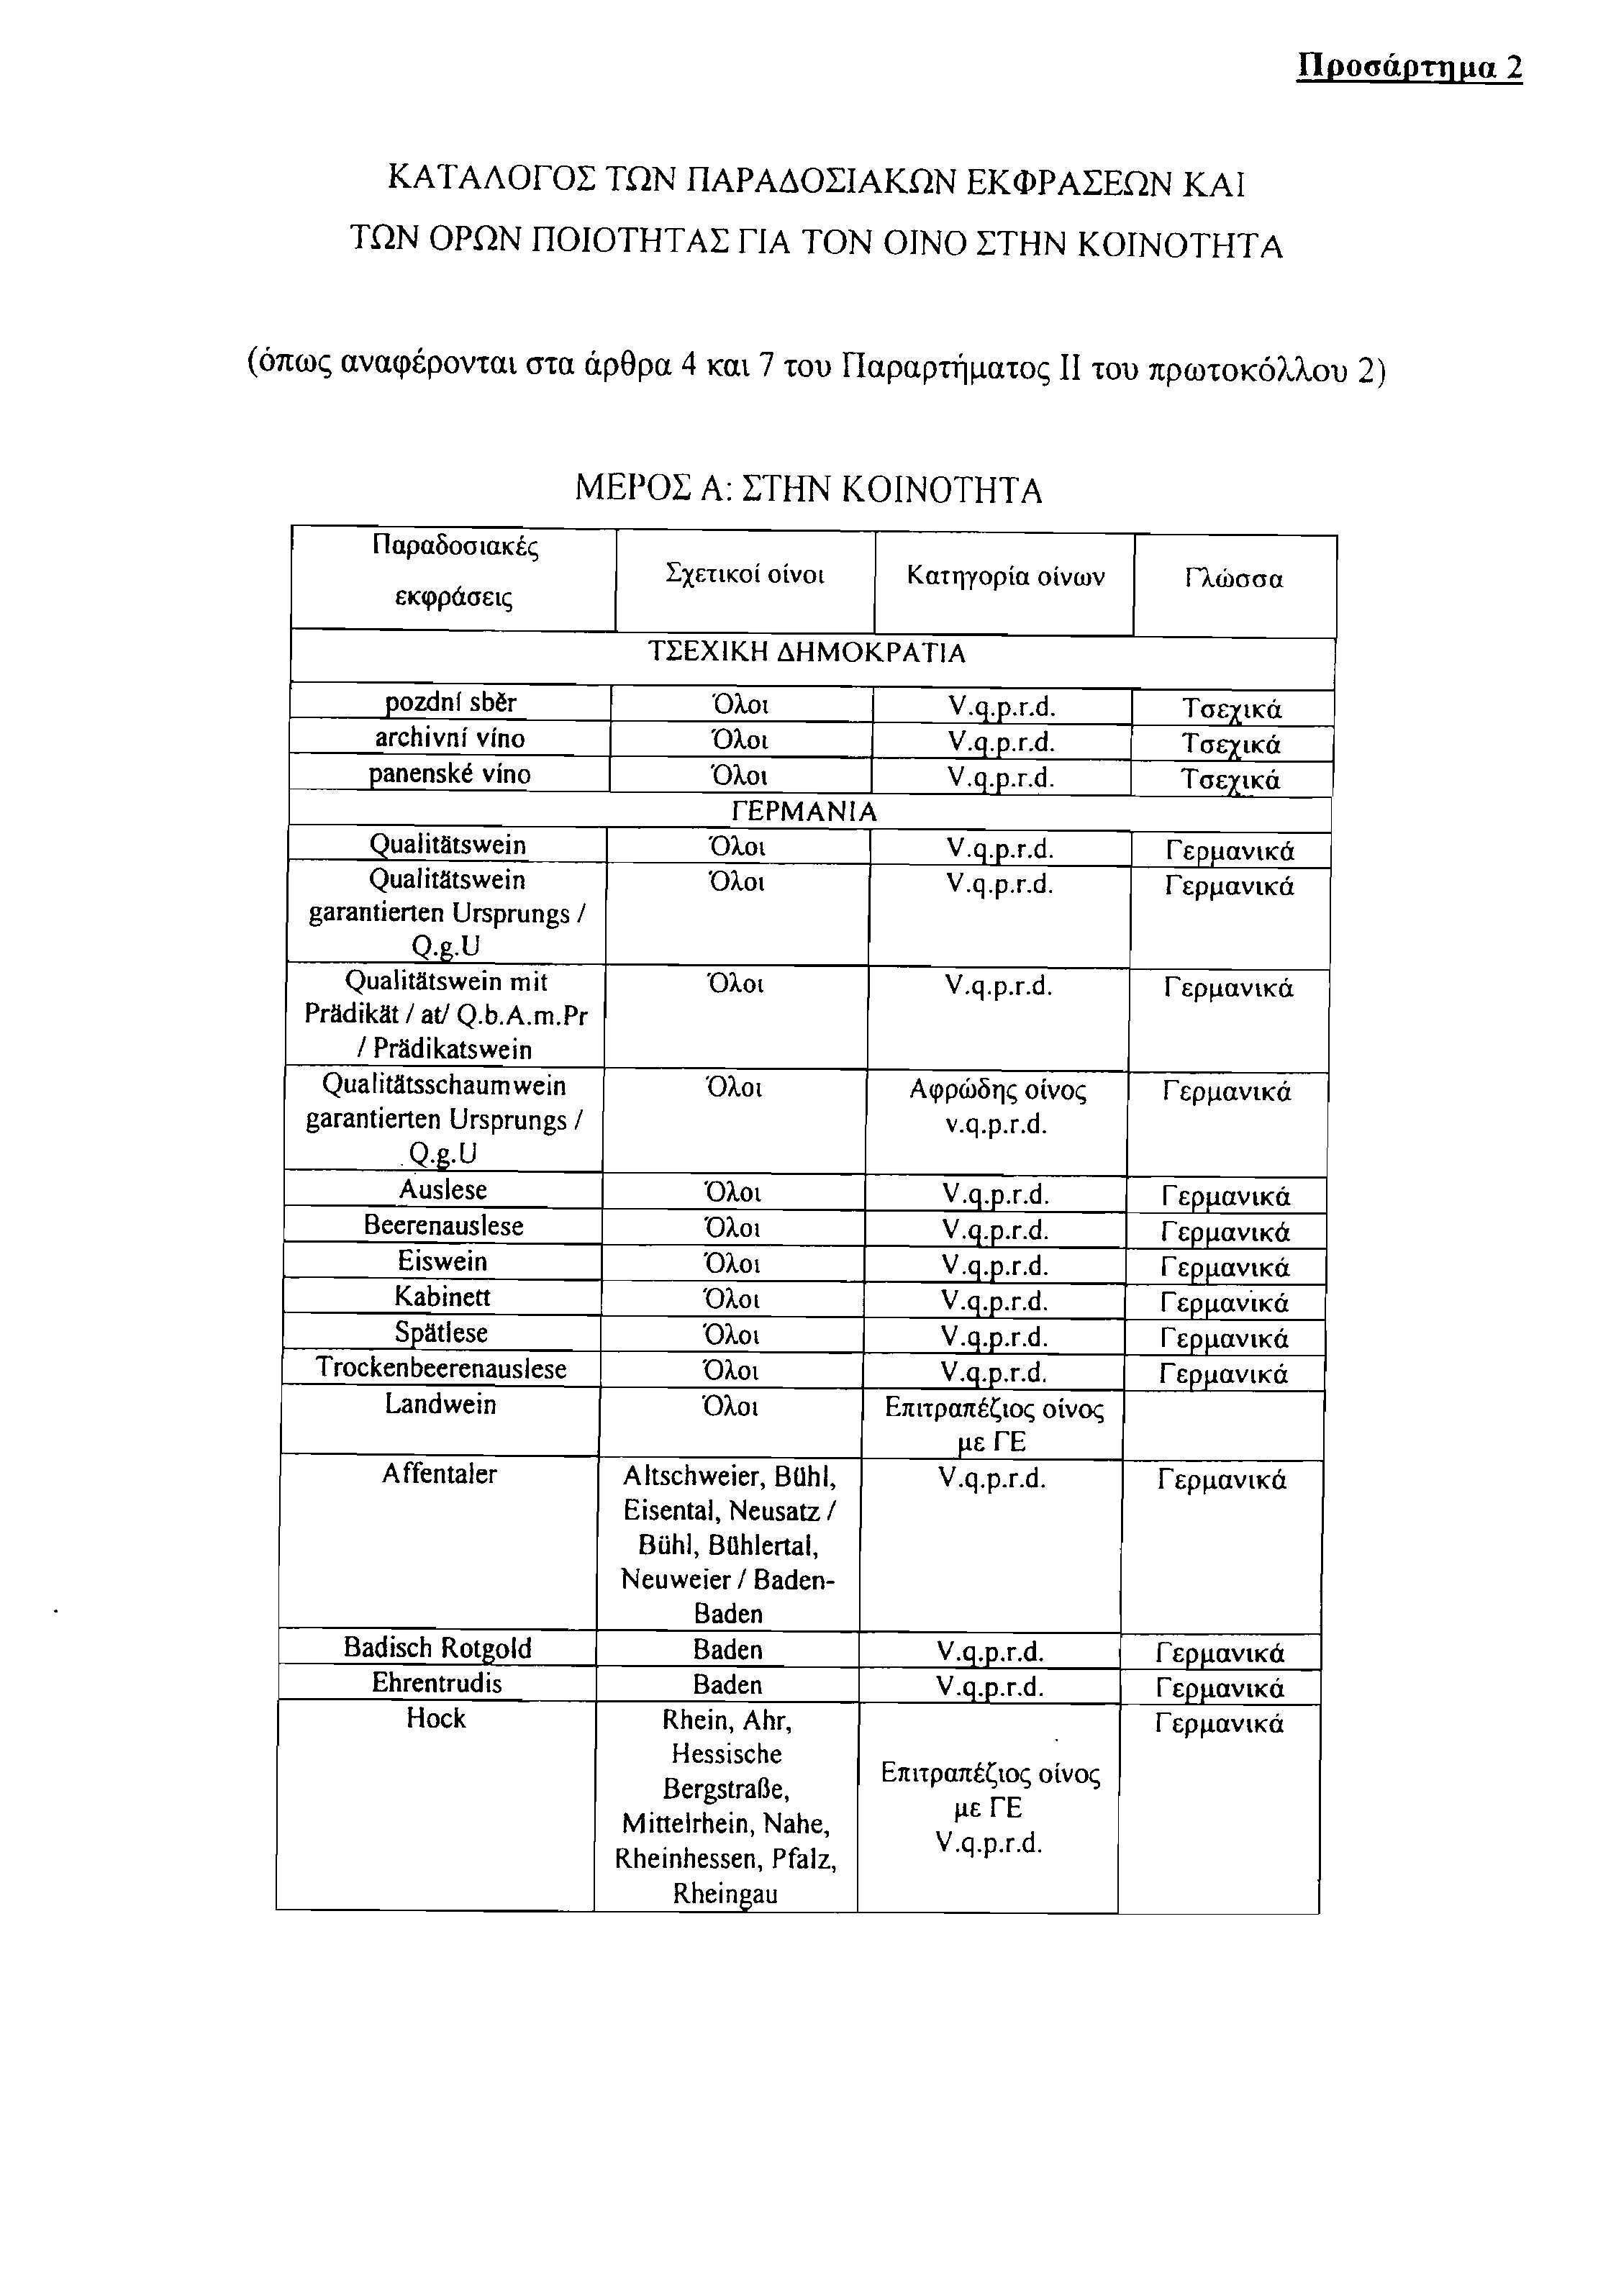 Προσάρτημα 2
ΚΑΤΑΛΟΓΟΣ ΤΩΝ ΠΑΡΑΔΟΣΙΑΚΩΝ ΕΚΦΡΑΣΕΩΝ ΚΑΙ
ΤΩΝ ΟΡΩΝ ΠΟΙΟΤΗΤΑΣ ΓΙΑ ΤΟΝ ΟΙΝΟ ΣΤΗΝ ΚΟΙΝΟΤΗΤΑ
(όπως αναφέρονται στα άρθρα 4 και 7 του Παραρτήματος ΙΙ του πρωτοκόλλου 2)
ΜΕΡΟΣ Α: ΣΤΗΝ ΚΟΙΝΟΤΗΤΑ
Παραδοσιακές
εκφράσεις
Σχετικοί οίνοι
Κατηγορία οίνων
Γλώσσα
ΤΣΕΧΙΚΗ ΔΗΜΟΚΡΑΤΙΑ
pozdní sběr Όλοι V.q.p.r.d. Τσεχικά
archivní víno Όλοι V.q.p.r.d. Τσεχικά
panenské víno Όλοι V.q.p.r.d. Τσεχικά
ΓΕΡΜΑΝΙΑ
Qualitätswein Όλοι V.q.p.r.d. Γερμανικά
Qualitätswein Όλοι V.q.p.r.d. Γερμανικά
garantierten Ursprungs /
Q.g.U
Qualitätswein mit Όλοι V.q.p.r.d. Γερμανικά
Prädikät / at/ Q.b.A.m.Pr
/ Prädikatswein
Qualitätsschaumwein Όλοι Αφρώδης οίνος Γερμανικά
garantierten Ursprungs / v.q.p.r.d.
Q.g.U
Auslese Όλοι V.q.p.r.d. Γερμανικά
Beerenauslese Όλοι V.q.p.r.d. Γερμανικά
Eiswein Όλοι V.q.p.r.d. Γερμανικά
Kabinett Όλοι V.q.p.r.d. Γερμανικά
Spätlese Όλοι V.q.p.r.d. Γερμανικά
Trockenbeerenauslese Όλοι V.q.p.r.d. Γερμανικά
Landwein Όλοι Επιτραπέζιος οίνος
με ΓΕ
Affentaler Altschweier, Bühl, V.q.p.r.d. Γερμανικά
Eisental, Neusatz /
Bühl, Bühlertal,
Neuweier / Baden-
Baden
Badisch Rotgold Baden V.q.p.r.d. Γερμανικά
Ehrentrudis Baden V.q.p.r.d. Γερμανικά
Hock Rhein, Ahr, Γερμανικά
Hessische
Bergstraße, Επιτραπέζιος οίνος
Mittelrhein, Nahe, με ΓΕ
Rheinhessen, Pfalz, V.q.p.r.d.
Rheingau